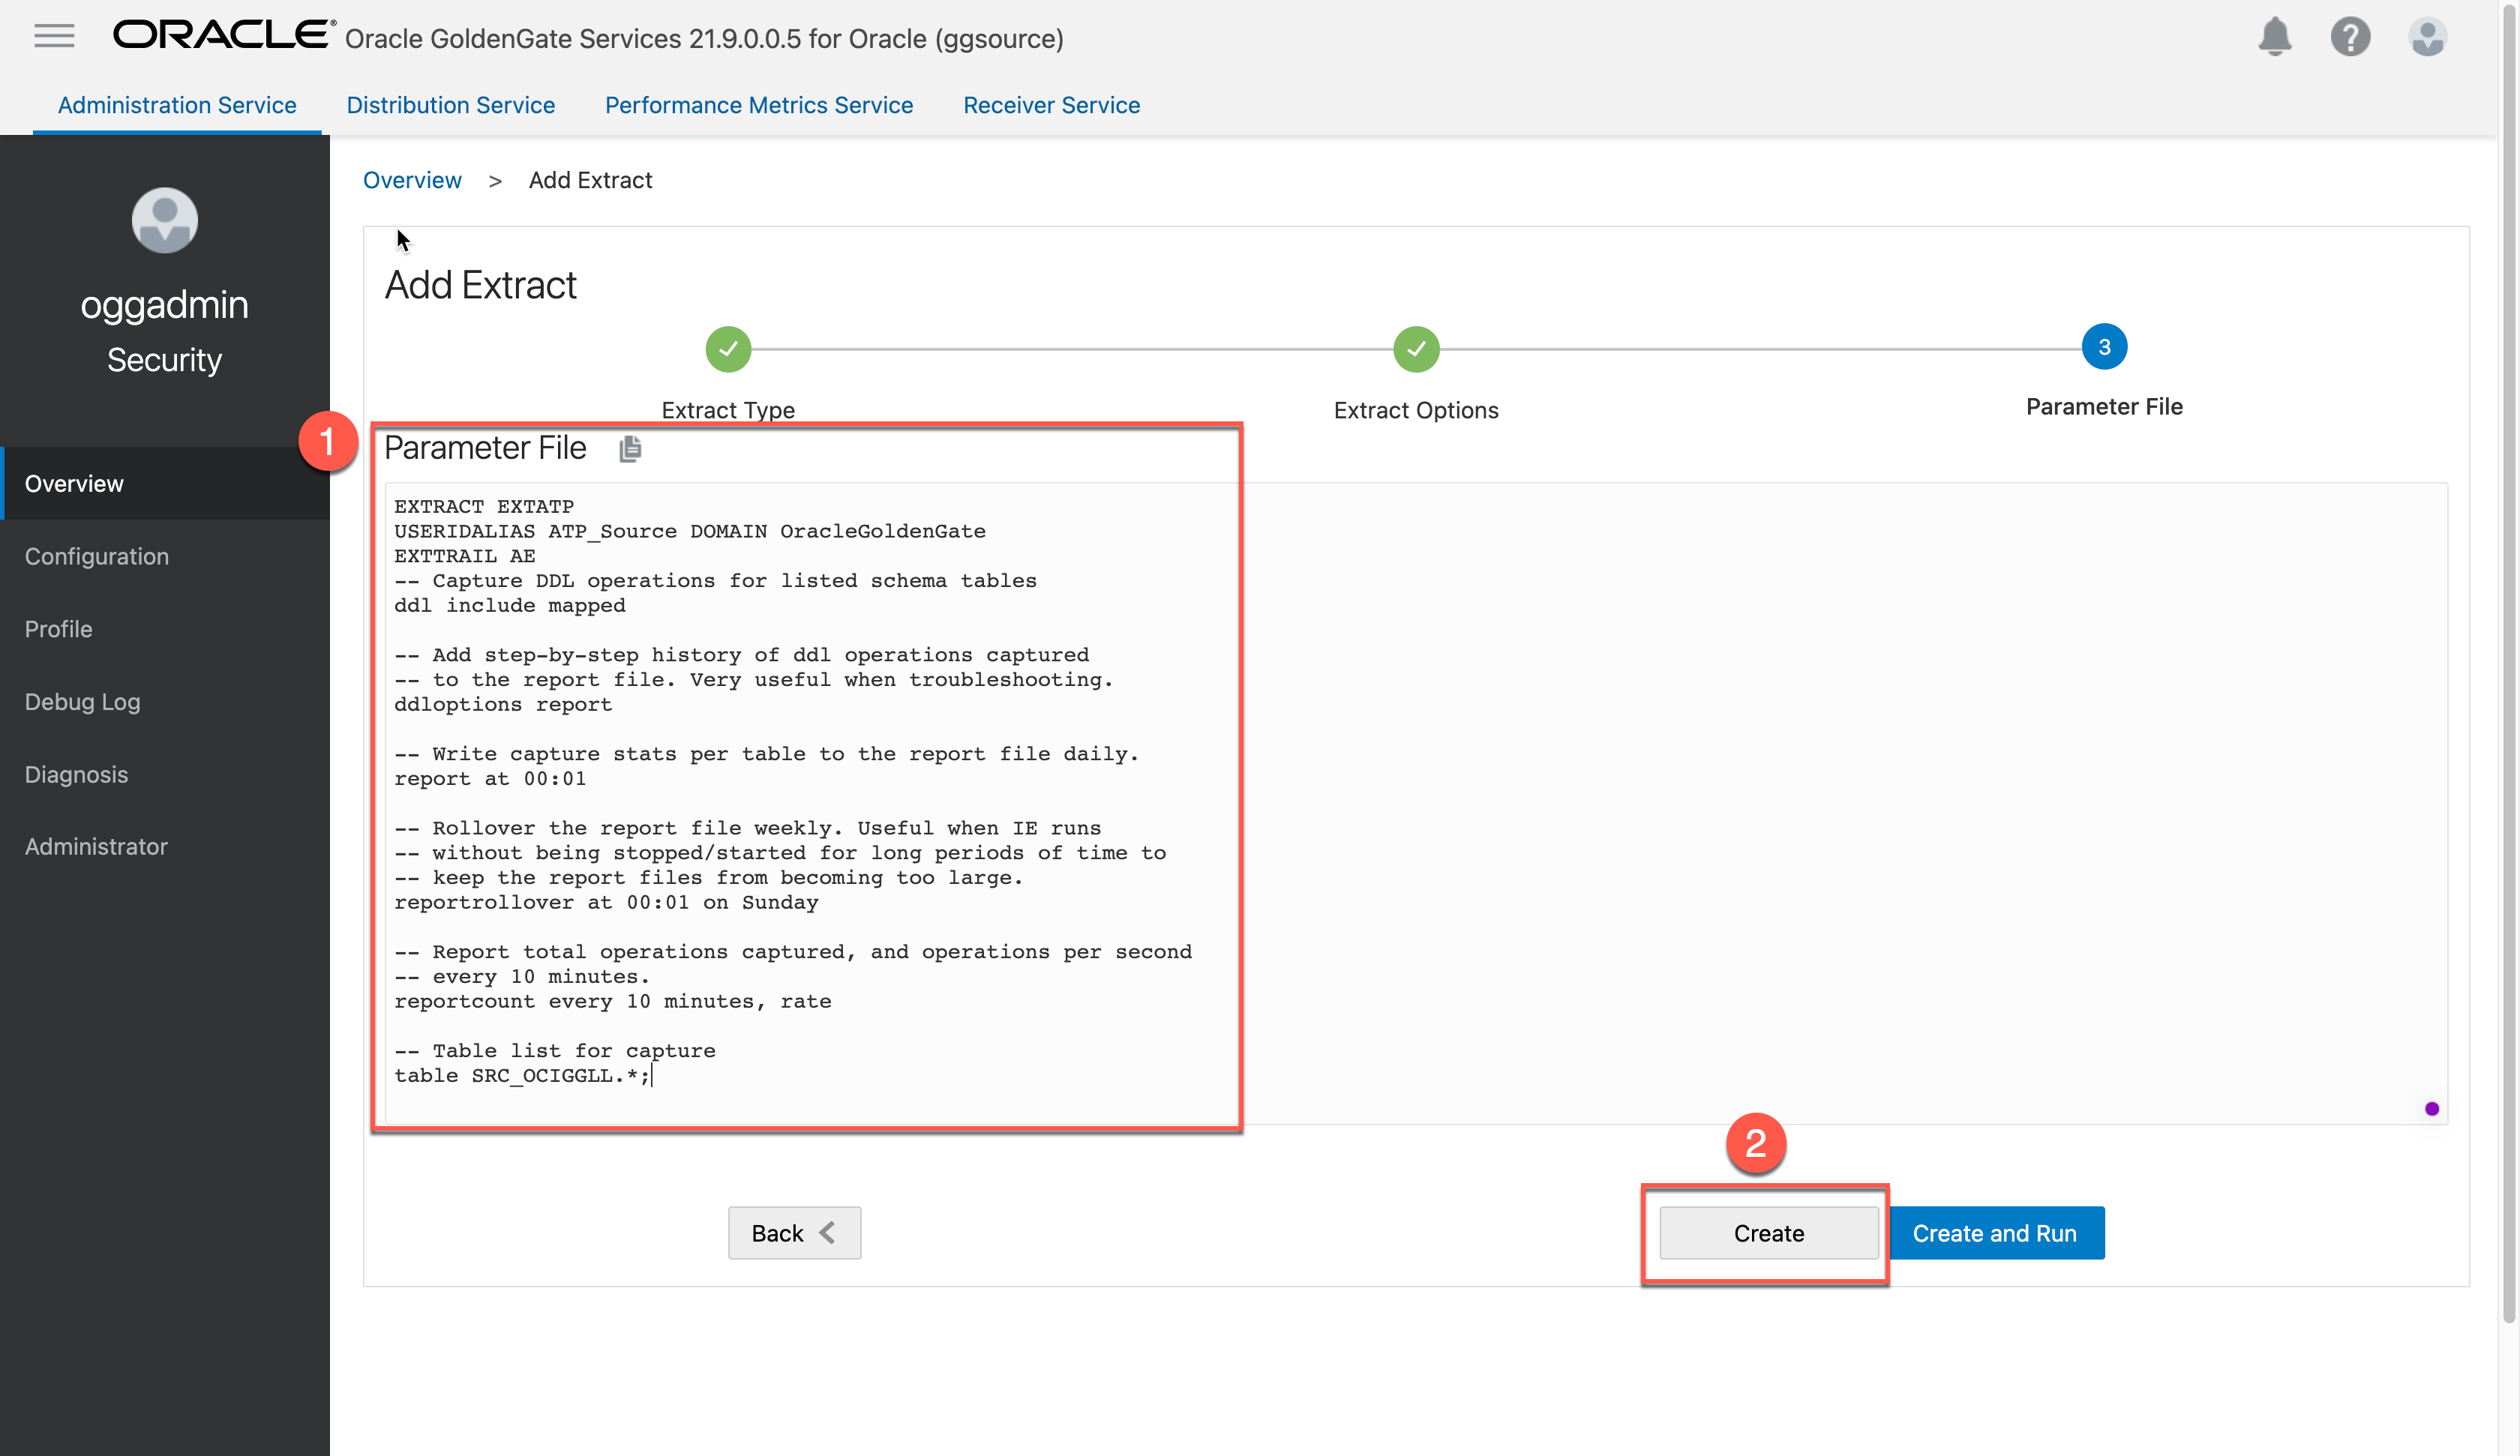 ORACLE® Oracle GoldenGate Services 21.9.0.0.5 for Oracle (ggsource)
?
Administration Service
Distribution Service
Performance Metrics Service
Receiver Service
oggadmin
Security
Overview
Configuration
Profile
Debug Log
Diagnosis
Administrator
Overview > Add Extract
Add Extract
3
Extract Type
Extract Options
Parameter File
1
Parameter File
EXTRACT EXTATP
USERIDALIAS ATP_Source DOMAIN OracleGoldenGate
EXTTRAIL AE
-- Capture DDL operations for listed schema tables
ddl include mapped
-- Add step-by-step history of ddl operations captured
-- to the report file. Very useful when troubleshooting.
ddloptions report
-- Write capture stats per table to the report file daily.
report at 00:01
-- Rollover the report file weekly. Useful when IE runs
-- without being stopped/started for long periods of time to
-- keep the report files from becoming too large.
reportrollover at 00:01 on Sunday
-- Report total operations captured, and operations per second
-- every 10 minutes.
reportcount every 10 minutes, rate
-- Table list for capture
table SRC_OCIGGLL.*;
2
Back
Create
Create and Run